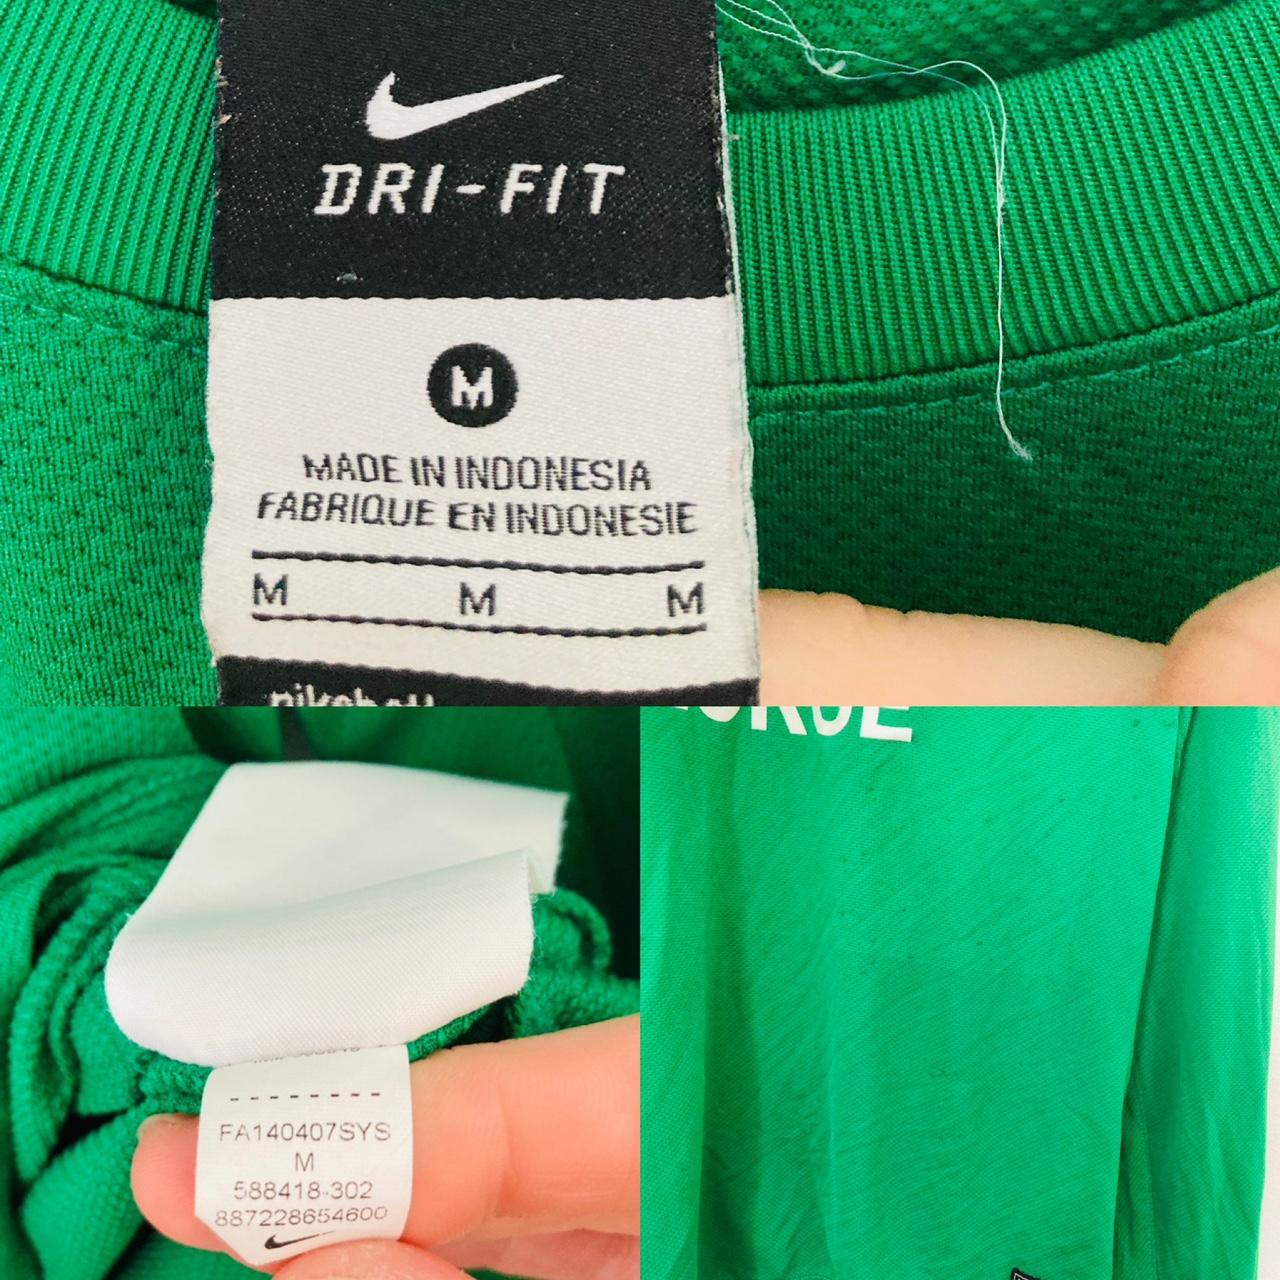 DRI-FIT
M
MADE IN INDONESIA
FABRIQUE EN INDONESIE
M M M
FA140407SYS
M
588418-302
887228654600